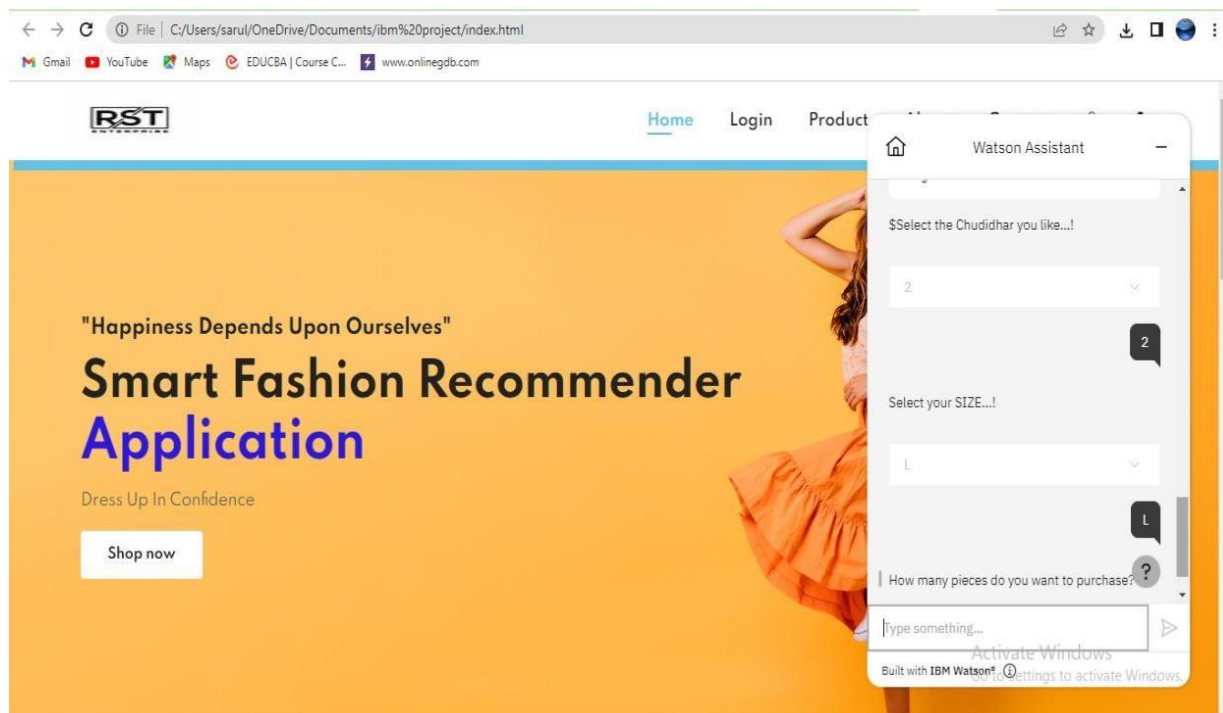 File | C:/Users/sarul/OneDrive/Documents/ibm%20project/index.html
Gmail YouTube Maps EDUCBA | Course C... www.onlinegdb.com
RST
ENTERPRISE
Home Login Product
Watson Assistant
$Select the Chudidhar you like...!
2
2
Select your SIZE...!
L
L
How many pieces do you want to purchase?
?
Type something...
Built with IBM Watson®
"Happiness Depends Upon Ourselves"
Smart Fashion Recommender
Application
Dress Up In Confidence
Shop now
Activate Windows
Go to Settings to activate Windows.